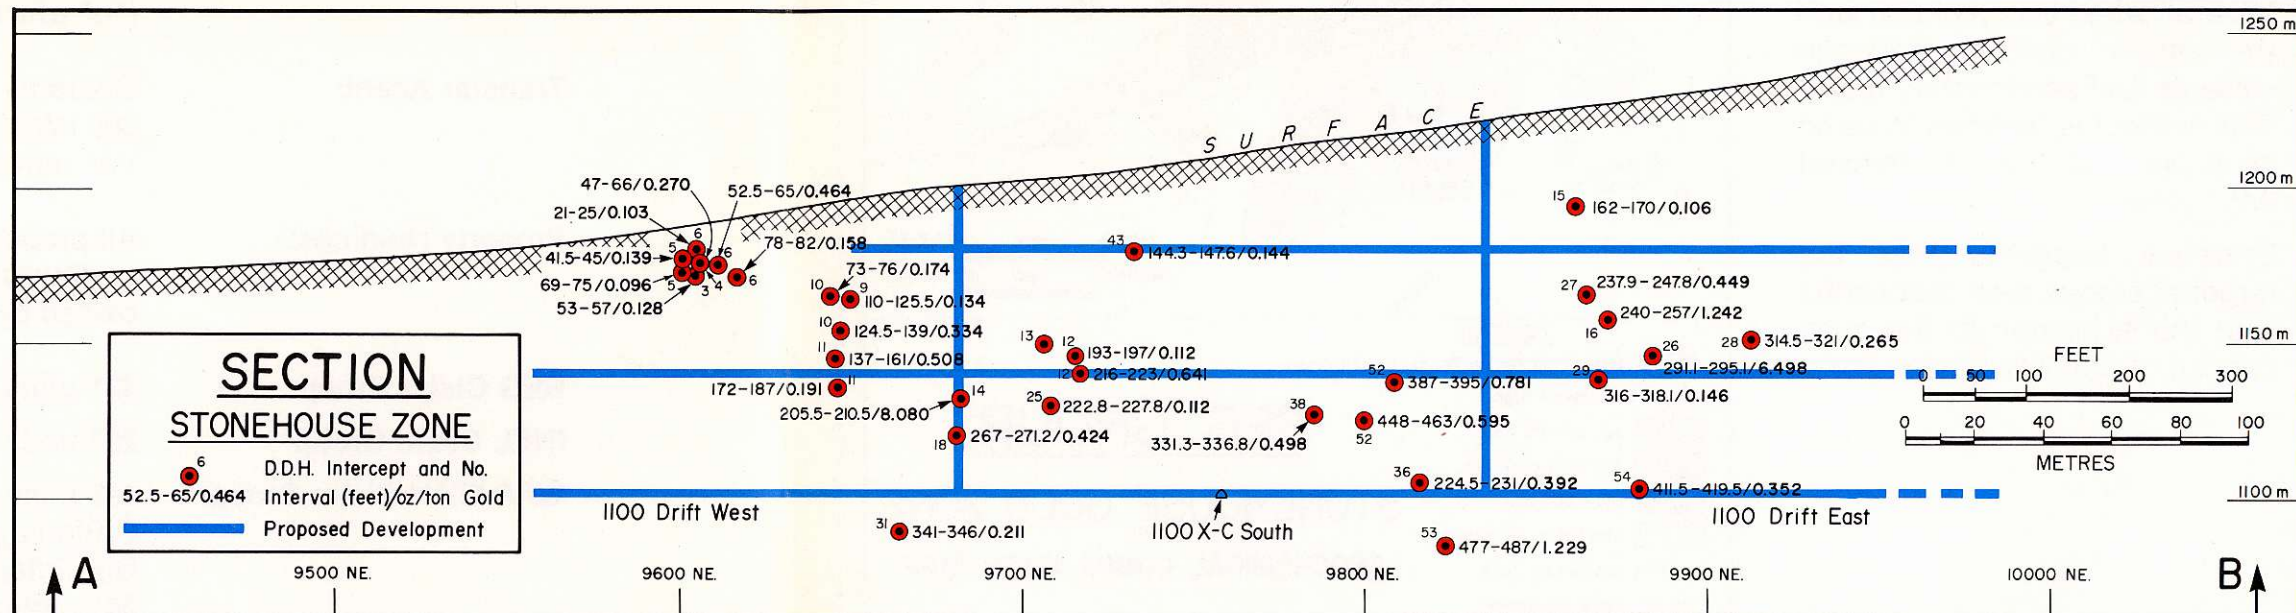 1250 m
SURFACE
1200 m
47-66/0.270
52.5-65/0.464
21-25/0.103
15
162-170/0.106
6
78-82/0.158
5
41.5-45/0.139
6
43
144.3-147.6/0.144
73-76/0.174
69-75/0.096
5
3
4
6
27
237.9-247.8/0.449
53-57/0.128
10
9
110-125.5/0.134
240-257/1.242
16
10
124.5-139/0.334
13
12
28
314.5-321/0.265
1150 m
11
137-161/0.508
193-197/0.112
26
291.1-295.1/6.498
FEET
0 50 100 200 300
172-187/0.191
11
12
216-223/0.641
52
387-395/0.781
29
316-318.1/0.146
14
205.5-210.5/8.080
25
222.8-227.8/0.112
38
331.3-336.8/0.498
448-463/0.595
52
0 20 40 60 80 100
METRES
18
267-271.2/0.424
36
224.5-231/0.392
54
411.5-419.5/0.352
1100 m
1100 Drift West
1100 X-C South
1100 Drift East
31
341-346/0.211
53
477-487/1.229
SECTION
STONEHOUSE ZONE
6
D.D.H. Intercept and No.
52.5-65/0.464 Interval (feet)/oz/ton Gold
Proposed Development
A
9500 NE.
9600 NE.
9700 NE.
9800 NE.
9900 NE.
10000 NE.
B